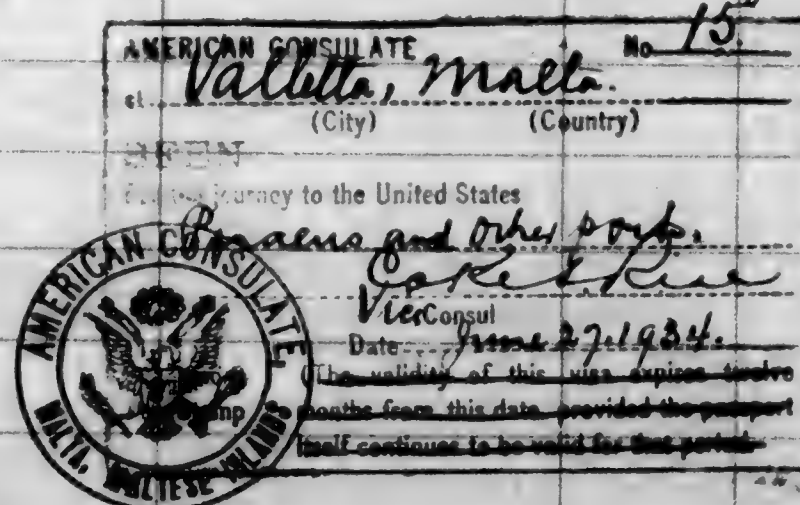 AMERICAN CONSULATE No 15
at Valletta, Malta.
(City) (Country)
SEEN
journey to the United States
and other ports.
Vice Consul
Date June 27, 1934.
(The validity of this visa expires twelve
months from this date provided the passport
itself continues to be valid for that period.
AMERICAN CONSULATE,
MALTA, MALTESE ISLANDS